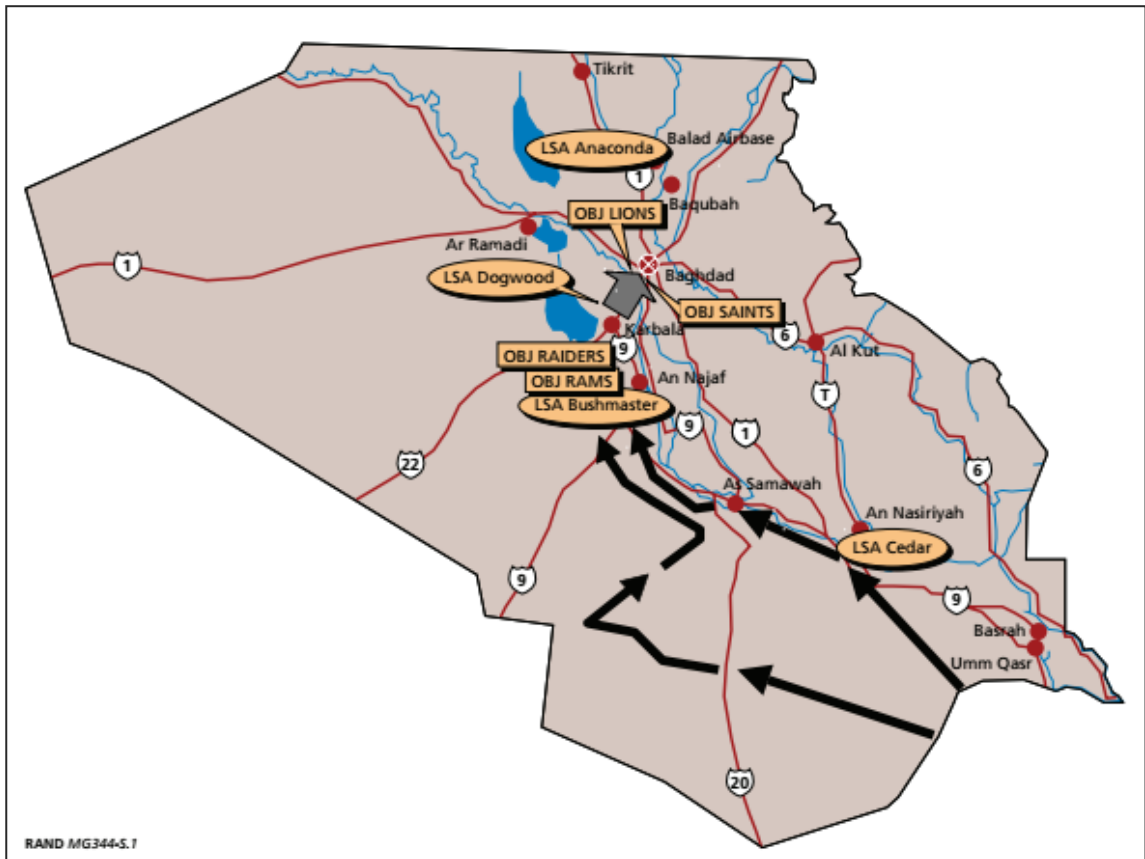 Tikrit
Balad Airbase
LSA Anaconda
1
Baqubah
OBJ LIONS
Ar Ramadi
1
LSA Dogwood
Baghdad
OBJ SAINTS
Karbala
6
Al Kut
9
OBJ RAIDERS
An Najaf
OBJ RAMS
T
LSA Bushmaster
9
1
22
6
As Samawah
An Nasiriyah
LSA Cedar
9
9
Basrah
Umm Qasr
20
RAND MG344-S.1